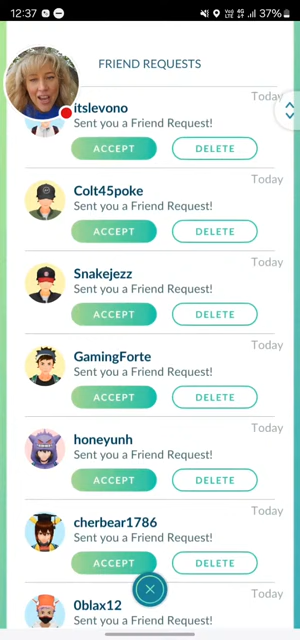 12:37
Vo))
LTE
4G
37%
FRIEND REQUESTS
Today
itslevono
Sent you a Friend Request!
ACCEPT DELETE
Today
Colt45poke
Sent you a Friend Request!
ACCEPT DELETE
Today
Snakejezz
Sent you a Friend Request!
ACCEPT DELETE
Today
GamingForte
Sent you a Friend Request!
ACCEPT DELETE
Today
honeyunh
Sent you a Friend Request!
ACCEPT DELETE
Today
cherbear1786
Sent you a Friend Request!
ACCEPT DELETE
Today
0blax12
Sent you a Friend Request!